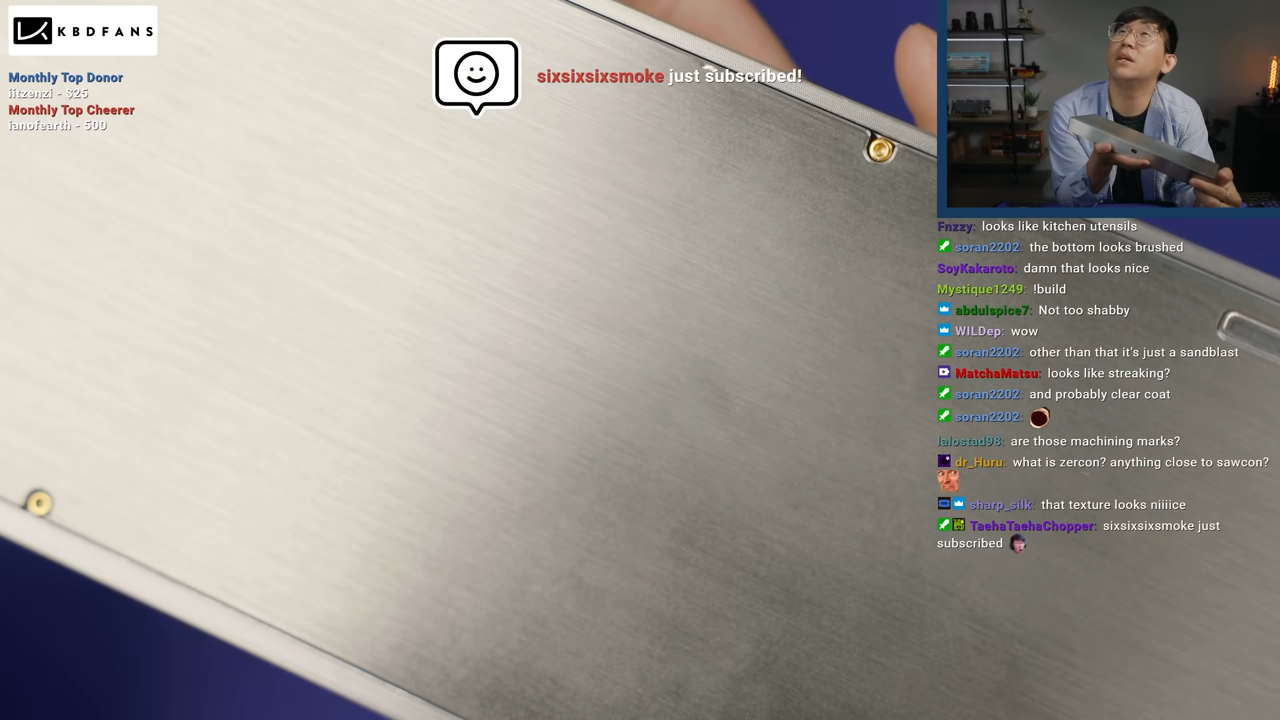 KBDFANS
Monthly Top Donor
iitzenzi - $25
Monthly Top Cheerer
ianofearth - 500
sixsixsixsmoke just subscribed!
Fnzzy: looks like kitchen utensils
soran2202: the bottom looks brushed
SoyKakaroto: damn that looks nice
Mystique1249: !build
abdulspice7: Not too shabby
WILDep: wow
soran2202: other than that it's just a sandblast
MatchaMatsu: looks like streaking?
soran2202: and probably clear coat
soran2202:
lalostad98: are those machining marks?
dr_Huru: what is zercon? anything close to sawcon?
sharp_silk: that texture looks niiiice
TaehaTaehaChopper: sixsixsixsmoke just
subscribed